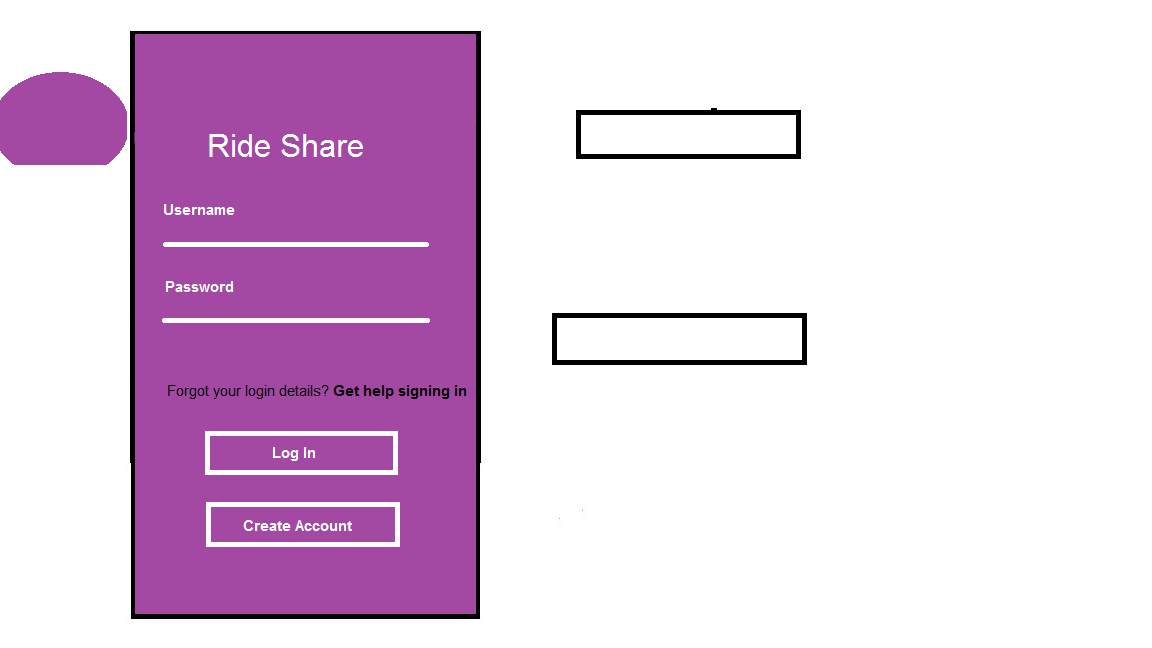 Ride Share
Username
Password
Forgot your login details? Get help signing in
Log In
Create Account